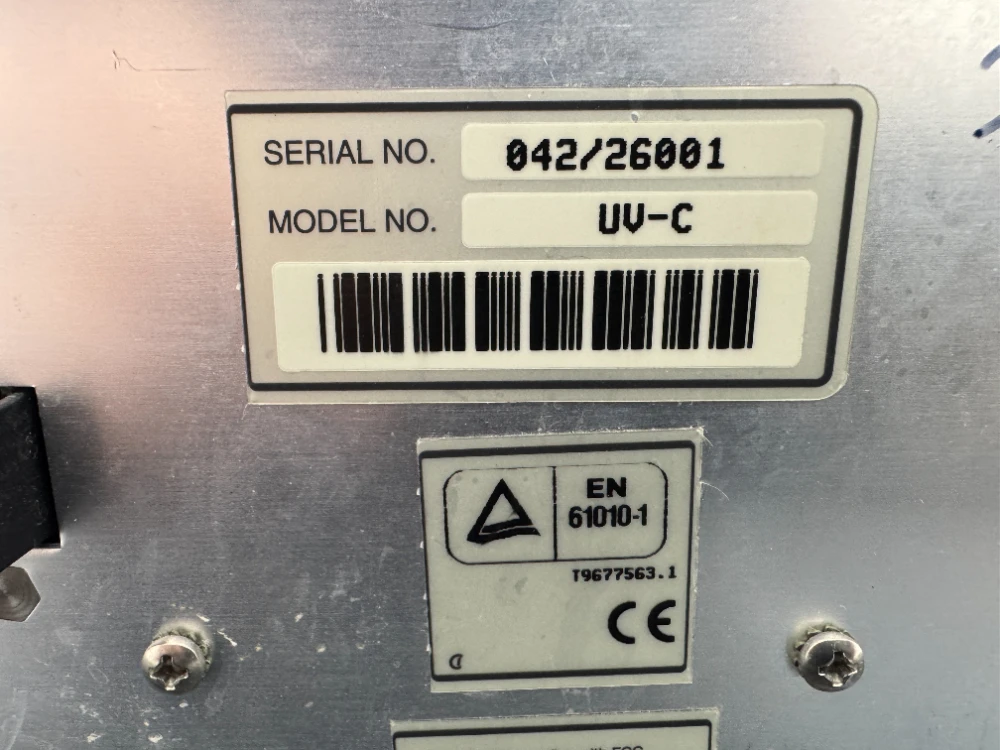 SERIAL NO. 042/26001
MODEL NO. UV-C
EN
61010-1
T9677563.1
CE